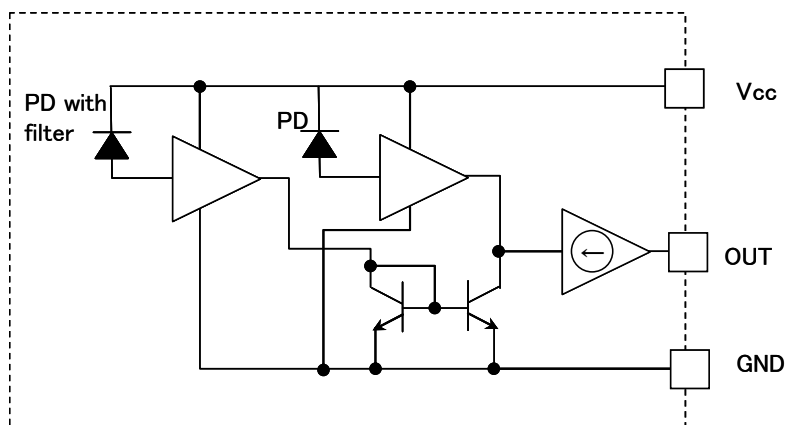 Vcc
PD with
filter
PD
OUT
GND